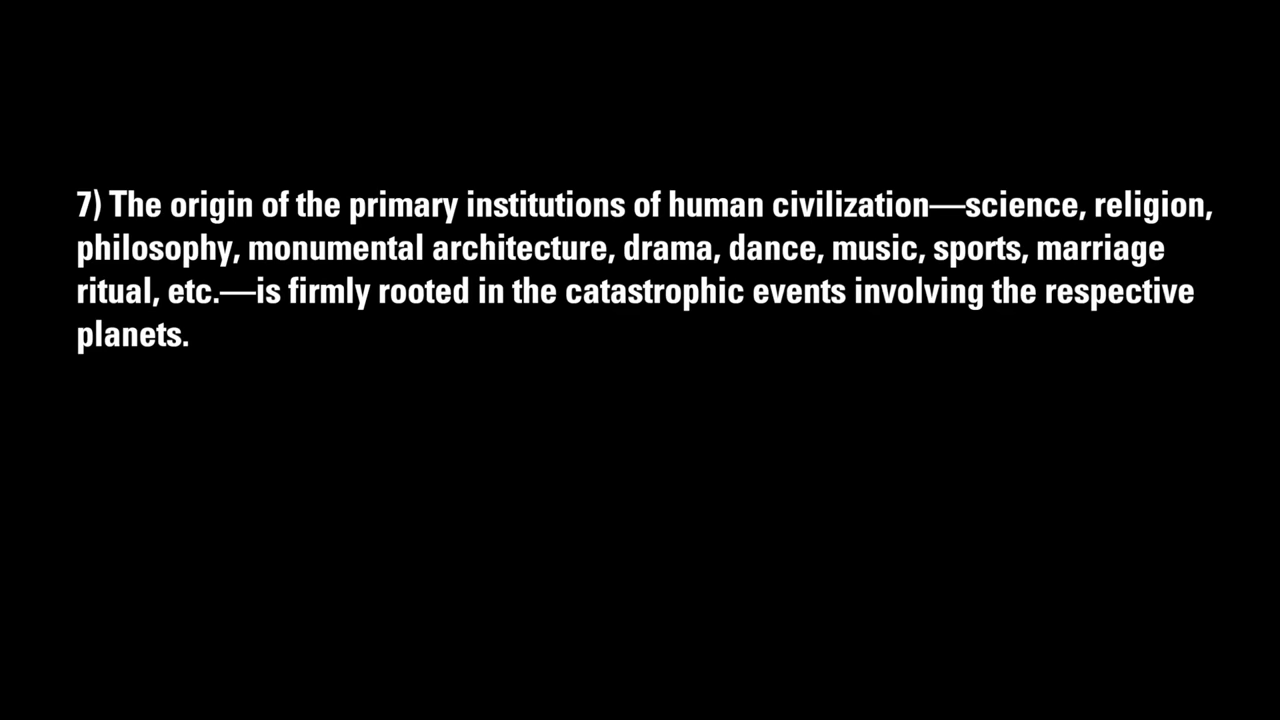 7) The origin of the primary institutions of human civilization—science, religion,
philosophy, monumental architecture, drama, dance, music, sports, marriage
ritual, etc.—is firmly rooted in the catastrophic events involving the respective
planets.